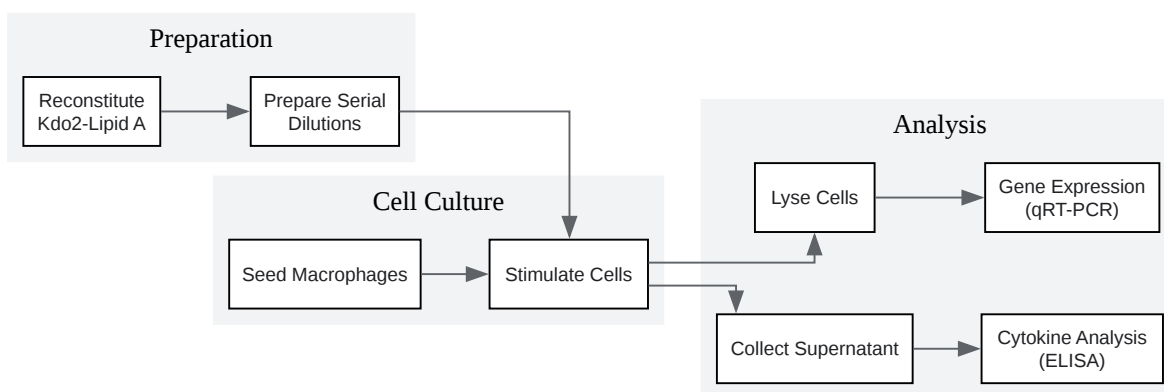 Preparation
Reconstitute
Kdo2-Lipid A
Prepare Serial
Dilutions
Cell Culture
Seed Macrophages
Stimulate Cells
Analysis
Lyse Cells
Gene Expression
(qRT-PCR)
Collect Supernatant
Cytokine Analysis
(ELISA)